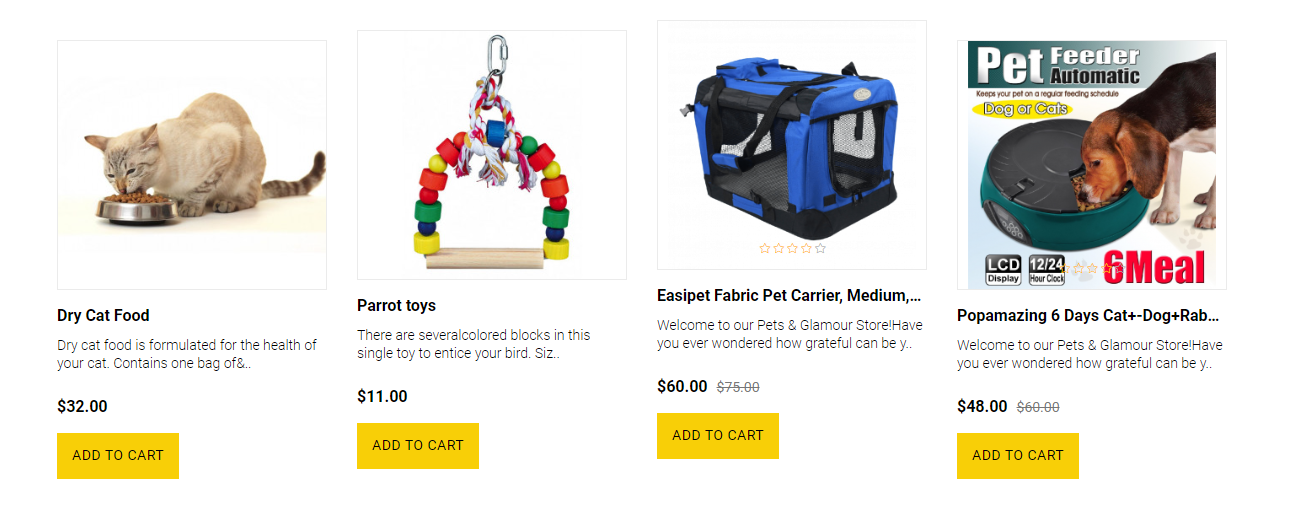 Dry Cat Food
Dry cat food is formulated for the health of
your cat. Contains one bag of&..
$32.00
ADD TO CART
Parrot toys
There are severalcolored blocks in this
single toy to entice your bird. Siz..
$11.00
ADD TO CART
Easipet Fabric Pet Carrier, Medium,...
Welcome to our Pets & Glamour Store!Have
you ever wondered how grateful can be y..
$60.00 $75.00
ADD TO CART
Pet Feeder
Automatic
Keeps your pet on a regular feeding schedule
Dog or Cats
LCD
Display
12/24
Hour Clock
6Meal
Popamazing 6 Days Cat+-Dog+Rab...
Welcome to our Pets & Glamour Store!Have
you ever wondered how grateful can be y..
$48.00 $60.00
ADD TO CART